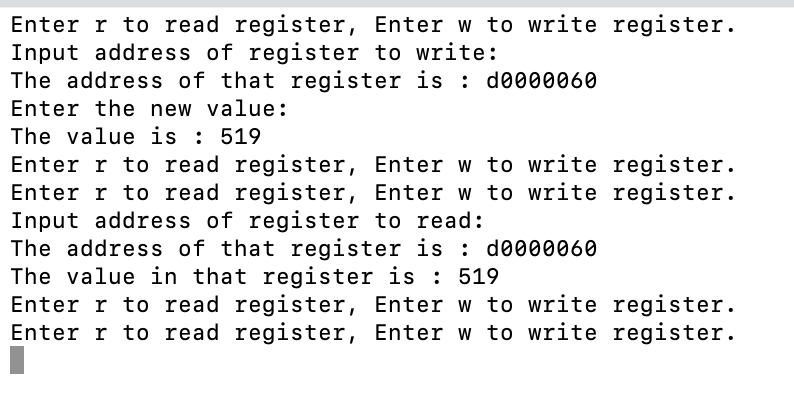 Enter r to read register, Enter w to write register.
Input address of register to write:
The address of that register is : d0000060
Enter the new value:
The value is : 519
Enter r to read register, Enter w to write register.
Enter r to read register, Enter w to write register.
Input address of register to read:
The address of that register is : d0000060
The value in that register is : 519
Enter r to read register, Enter w to write register.
Enter r to read register, Enter w to write register.